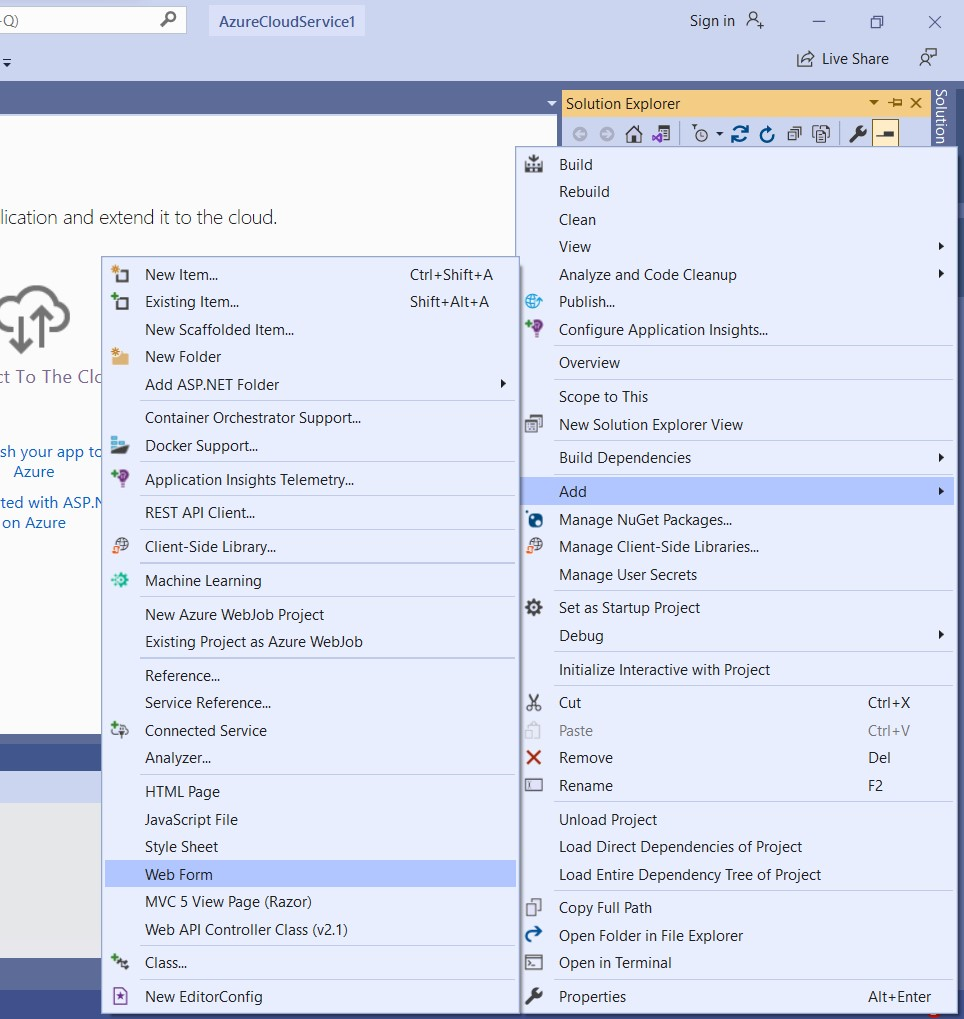 Q)
AzureCloudService1
Sign in
Live Share
Solution Explorer
Solution
lication and extend it to the cloud.
ct To The Clo
sh your app to
Azure
ted with ASP.N
on Azure
New Item... Ctrl+Shift+A
Existing Item... Shift+Alt+A
New Scaffolded Item...
New Folder
Add ASP.NET Folder
Container Orchestrator Support...
Docker Support...
Application Insights Telemetry...
REST API Client...
Client-Side Library...
Machine Learning
New Azure WebJob Project
Existing Project as Azure WebJob
Reference...
Service Reference...
Connected Service
Analyzer...
HTML Page
JavaScript File
Style Sheet
Web Form
MVC 5 View Page (Razor)
Web API Controller Class (v2.1)
Class...
New EditorConfig
Build
Rebuild
Clean
View
Analyze and Code Cleanup
Publish...
Configure Application Insights...
Overview
Scope to This
New Solution Explorer View
Build Dependencies
Add
Manage NuGet Packages...
Manage Client-Side Libraries...
Manage User Secrets
Set as Startup Project
Debug
Initialize Interactive with Project
Cut Ctrl+X
Paste Ctrl+V
Remove Del
Rename F2
Unload Project
Load Direct Dependencies of Project
Load Entire Dependency Tree of Project
Copy Full Path
Open Folder in File Explorer
Open in Terminal
Properties Alt+Enter